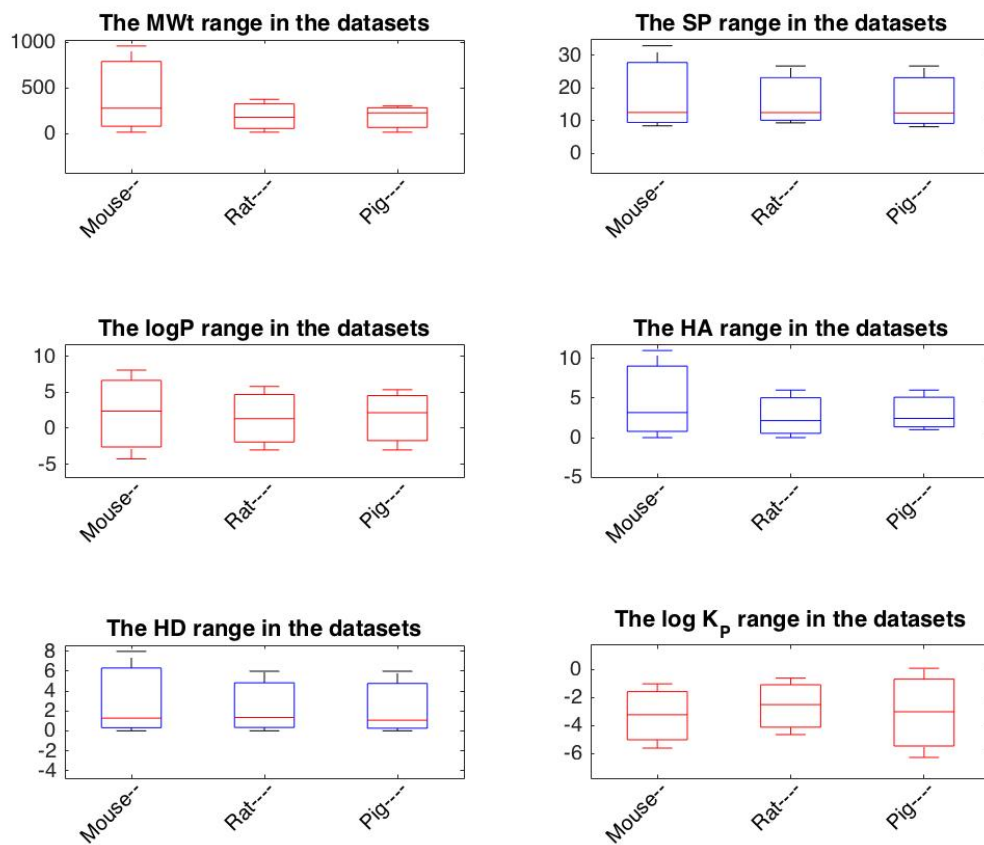 The MWt range in the datasets
1000
500
0
Mouse--
Rat----
Pig----
The SP range in the datasets
30
20
10
0
Mouse--
Rat----
Pig----
The logP range in the datasets
10
5
0
-5
Mouse--
Rat----
Pig----
The HA range in the datasets
10
5
0
-5
Mouse--
Rat----
Pig----
The HD range in the datasets
8
6
4
2
0
-2
-4
Mouse--
Rat----
Pig----
The log KP range in the datasets
0
-2
-4
-6
Mouse--
Rat----
Pig----